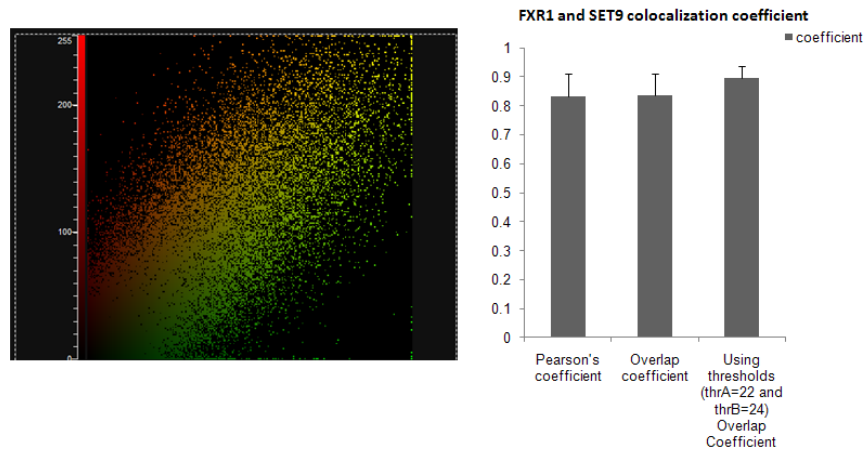 255
200
100
0
FXR1 and SET9 colocalization coefficient
coefficient
1
0.9
0.8
0.7
0.6
0.5
0.4
0.3
0.2
0.1
0
Pearson's
coefficient
Overlap
coefficient
Using
thresholds
(thrA=22 and
thrB=24)
Overlap
Coefficient